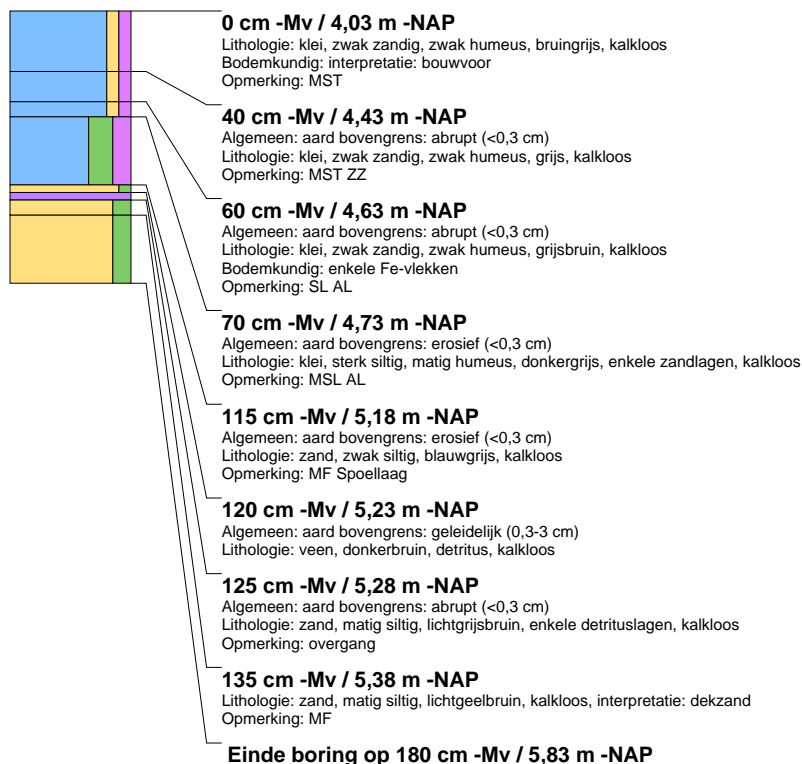 0 cm -Mv / 4,03 m -NAP
Lithologie: klei, zwak zandig, zwak humeus, bruingrijs, kalkloos
Bodemkundig: interpretatie: bouwvoor
Opmerking: MST
40 cm -Mv / 4,43 m -NAP
Algemeen: aard bovengrens: abrupt (<0,3 cm)
Lithologie: klei, zwak zandig, zwak humeus, grijs, kalkloos
Opmerking: MST ZZ
60 cm -Mv / 4,63 m -NAP
Algemeen: aard bovengrens: abrupt (<0,3 cm)
Lithologie: klei, zwak zandig, zwak humeus, grijsbruin, kalkloos
Bodemkundig: enkele Fe-vlekken
Opmerking: SL AL
70 cm -Mv / 4,73 m -NAP
Algemeen: aard bovengrens: erosief (<0,3 cm)
Lithologie: klei, sterk siltig, matig humeus, donkergrijs, enkele zandlagen, kalkloos
Opmerking: MSL AL
115 cm -Mv / 5,18 m -NAP
Algemeen: aard bovengrens: erosief (<0,3 cm)
Lithologie: zand, zwak siltig, blauwgrijs, kalkloos
Opmerking: MF Spoellaag
120 cm -Mv / 5,23 m -NAP
Algemeen: aard bovengrens: geleidelijk (0,3-3 cm)
Lithologie: veen, donkerbruin, detritus, kalkloos
125 cm -Mv / 5,28 m -NAP
Algemeen: aard bovengrens: abrupt (<0,3 cm)
Lithologie: zand, matig siltig, lichtgrijsbruin, enkele detrituslagen, kalkloos
Opmerking: overgang
135 cm -Mv / 5,38 m -NAP
Lithologie: zand, matig siltig, lichtgeelbruin, kalkloos, interpretatie: dekzand
Opmerking: MF
Einde boring op 180 cm -Mv / 5,83 m -NAP